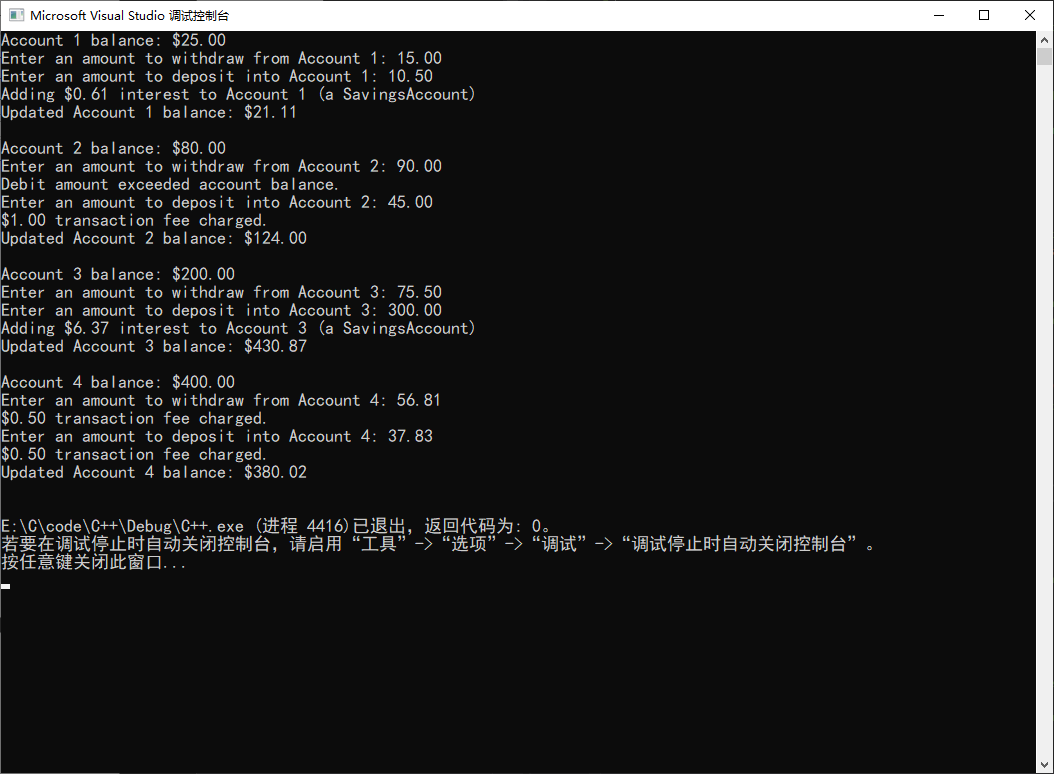 Microsoft Visual Studio 调试控制台
Account 1 balance: $25.00
Enter an amount to withdraw from Account 1: 15.00
Enter an amount to deposit into Account 1: 10.50
Adding $0.61 interest to Account 1 (a SavingsAccount)
Updated Account 1 balance: $21.11
Account 2 balance: $80.00
Enter an amount to withdraw from Account 2: 90.00
Debit amount exceeded account balance.
Enter an amount to deposit into Account 2: 45.00
$1.00 transaction fee charged.
Updated Account 2 balance: $124.00
Account 3 balance: $200.00
Enter an amount to withdraw from Account 3: 75.50
Enter an amount to deposit into Account 3: 300.00
Adding $6.37 interest to Account 3 (a SavingsAccount)
Updated Account 3 balance: $430.87
Account 4 balance: $400.00
Enter an amount to withdraw from Account 4: 56.81
$0.50 transaction fee charged.
Enter an amount to deposit into Account 4: 37.83
$0.50 transaction fee charged.
Updated Account 4 balance: $380.02
E:\C\code\C++\Debug\C++.exe (进程 4416)已退出，返回代码为: 0。
若要在调试停止时自动关闭控制台，请启用“工具”->“选项”->“调试”->“调试停止时自动关闭控制台”。
按任意键关闭此窗口...